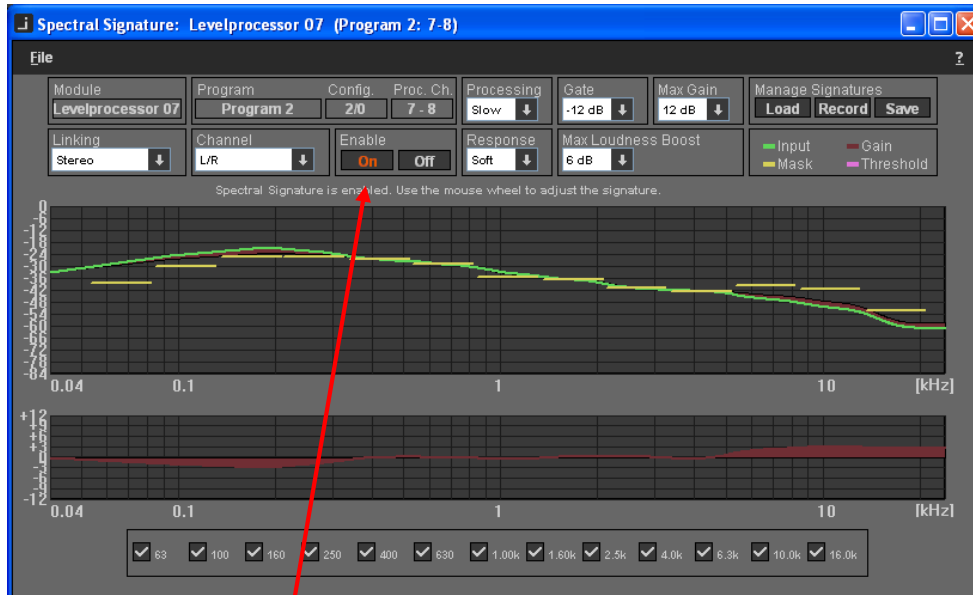 Spectral Signature: Levelprocessor 07 (Program 2: 7-8)
File ?
Module Program Config. Proc. Ch. Processing Gate Max Gain Manage Signatures
Levelprocessor 07 Program 2 2/0 7 - 8 Slow -12 dB 12 dB Load Record Save
Linking Channel Enable Response Max Loudness Boost
Stereo L/R On Off Soft 6 dB
Input Gain
Mask Threshold
Spectral Signature is enabled. Use the mouse wheel to adjust the signature.
0
-6
-12
-18
-24
-30
-36
-42
-48
-54
-60
-66
-72
-78
-84
0.04 0.1 1 10 [kHz]
+12
+9
+6
+3
0
-3
-6
-9
-12
0.04 0.1 1 10 [kHz]
63 100 160 250 400 630 1.00k 1.60k 2.5k 4.0k 6.3k 10.0k 16.0k